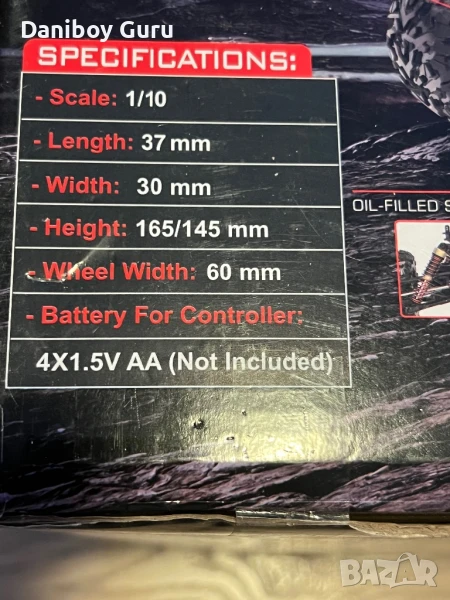 Daniboy Guru
SPECIFICATIONS:
- Scale: 1/10
- Length: 37 mm
- Width: 30 mm
- Height: 165/145 mm
- Wheel Width: 60 mm
- Battery For Controller:
4X1.5V AA (Not Included)
OIL-FILLED S
BAZAR